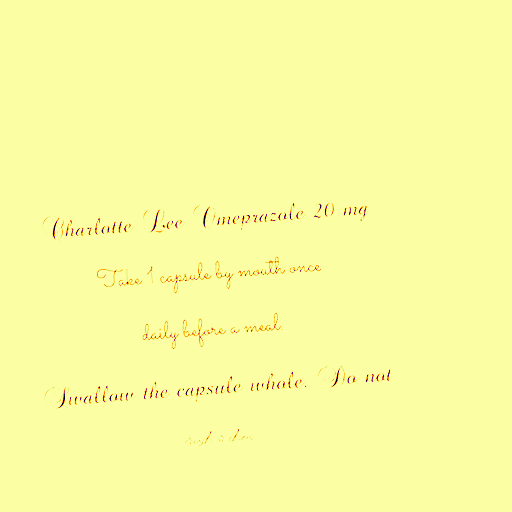 Charlotte Lee Omeprazole 20 mg
Take 1 capsule by mouth once
daily before a meal
Swallow the capsule whole. Do not